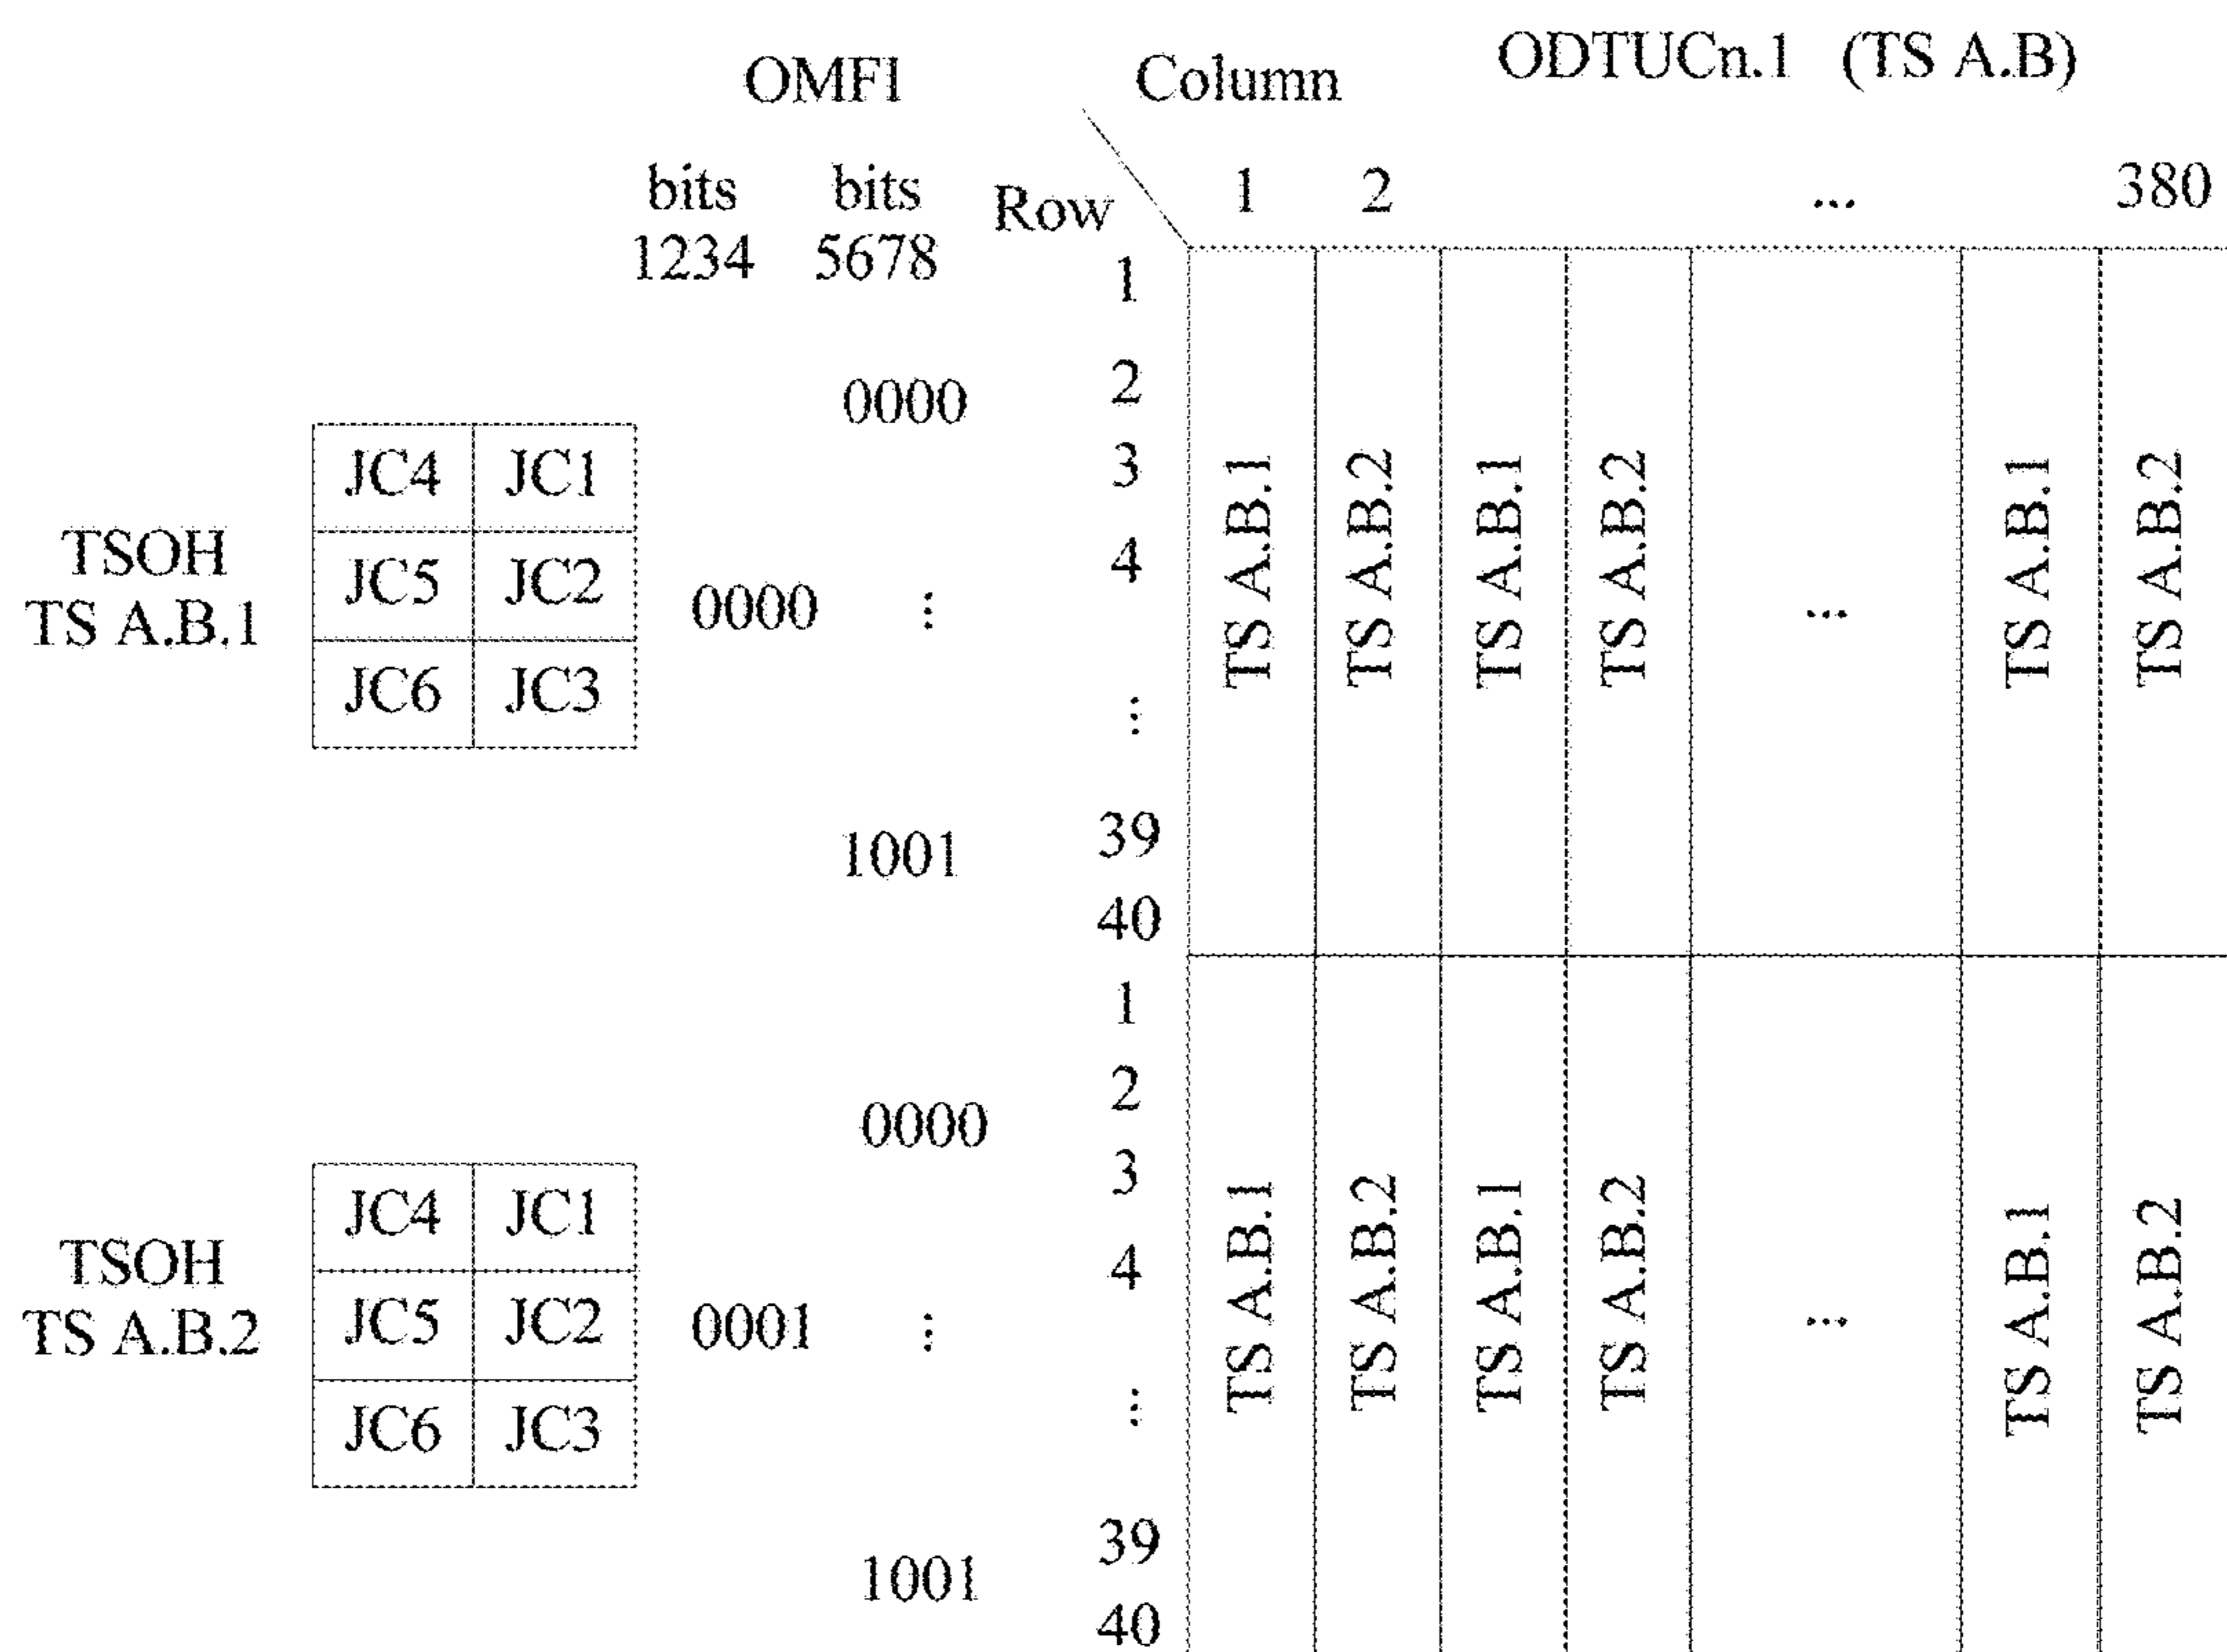 OMFI Column ODTUCn.1 (TS A.B)
bits bits Row 1 2 ... 380
1234 5678
1
2
0000
JC4 JC1 3
TSOH JC5 JC2 0000 ⋮ 4
TS A.B.1
JC6 JC3
⋮
TS A.B.1 TS A.B.2 TS A.B.1 TS A.B.2 ... TS A.B.1 TS A.B.2
39
1001
40
1
2
0000
JC4 JC1 3
TSOH 4
TS A.B.2 JC5 JC2 0001 ⋮
JC6 JC3 ⋮
TS A.B.1 TS A.B.2 TS A.B.1 TS A.B.2 ... TS A.B.1 TS A.B.2
39
1001
40